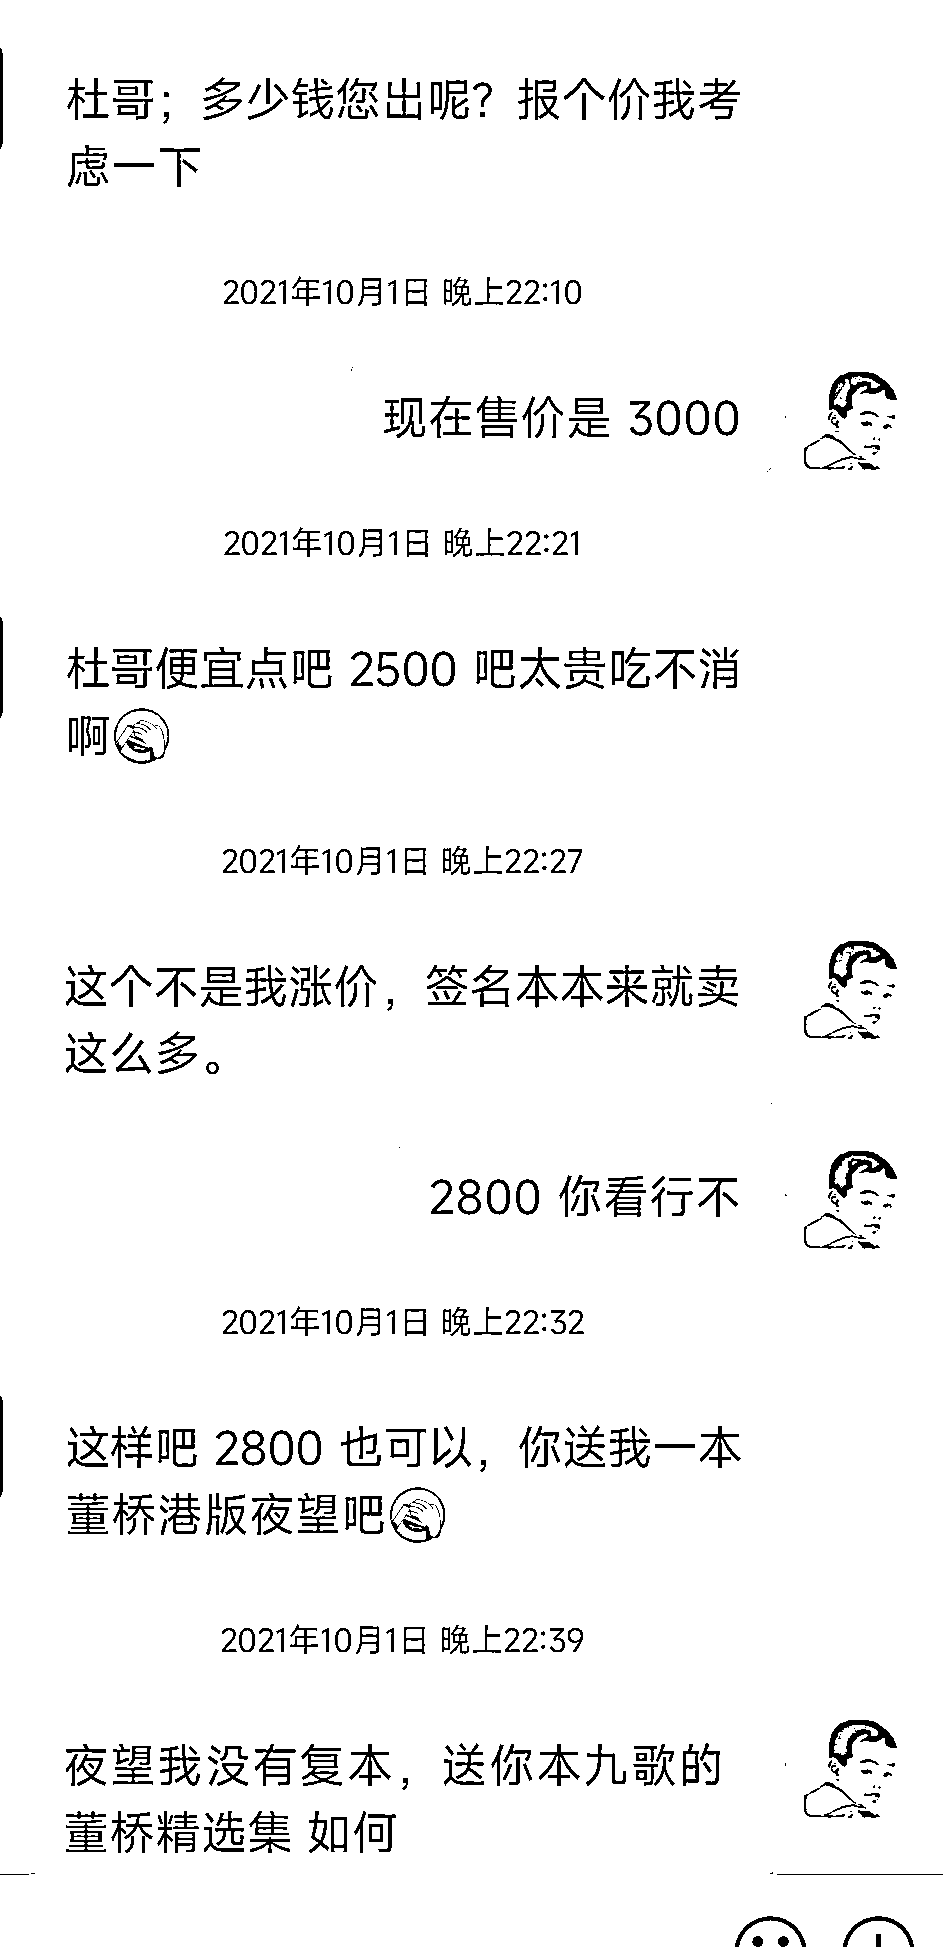 杜哥；多少钱您出呢？报个价我考
虑一下
2021年10月1日 晚上22:10
现在售价是 3000
2021年10月1日 晚上22:21
杜哥便宜点吧 2500 吧太贵吃不消
啊
2021年10月1日 晚上22:27
这个不是我涨价，签名本本来就卖
这么多。
2800 你看行不
2021年10月1日 晚上22:32
这样吧 2800 也可以，你送我一本
董桥港版夜望吧
2021年10月1日 晚上22:39
夜望我没有复本，送你本九歌的
董桥精选集 如何